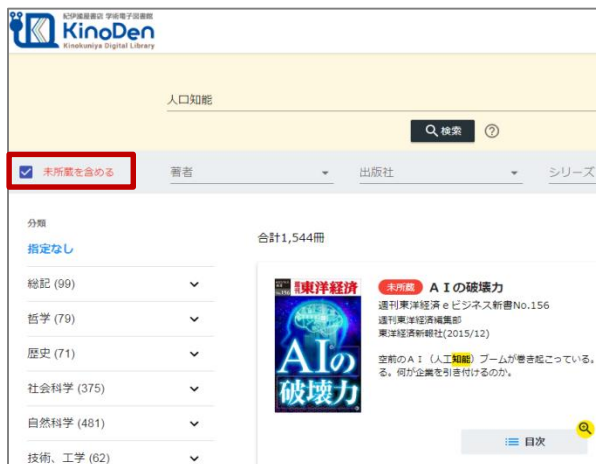 紀伊國屋書店 学術電子図書館
KinoDen
Kinokuniya Digital Library
人口知能
検索 ?
未所蔵を含める
著者
出版社
シリーズ
分類
指定なし
総記 (99)
哲学 (79)
歴史 (71)
社会科学 (375)
自然科学 (481)
技術、工学 (62)
合計1,544冊
東洋経済
AIの
破壊力
未所蔵 AIの破壊力
週刊東洋経済eビジネス新書No.156
週刊東洋経済編集部
東洋経済新報社(2015/12)
空前のAI（人工知能）ブームが巻き起こっている。
る。何が企業を引き付けるのか。
目次